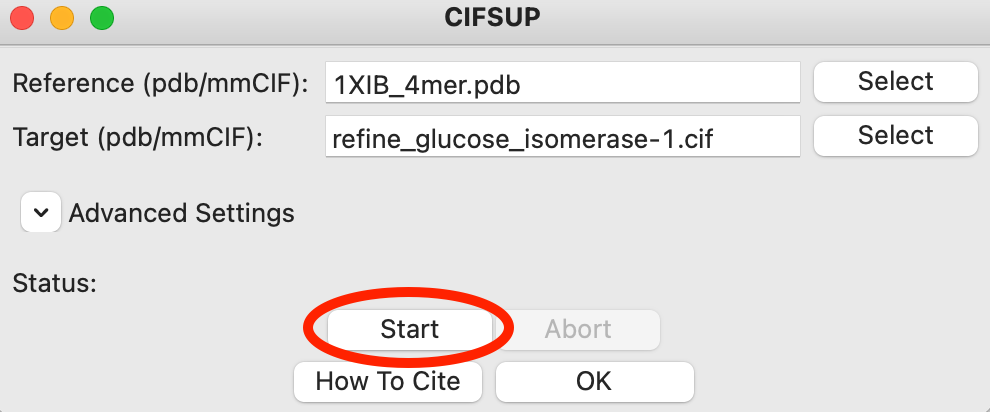 CIFSUP
Reference (pdb/mmCIF): 1XIB_4mer.pdb Select
Target (pdb/mmCIF): refine_glucose_isomerase-1.cif Select
Advanced Settings
Status:
Start Abort
How To Cite OK